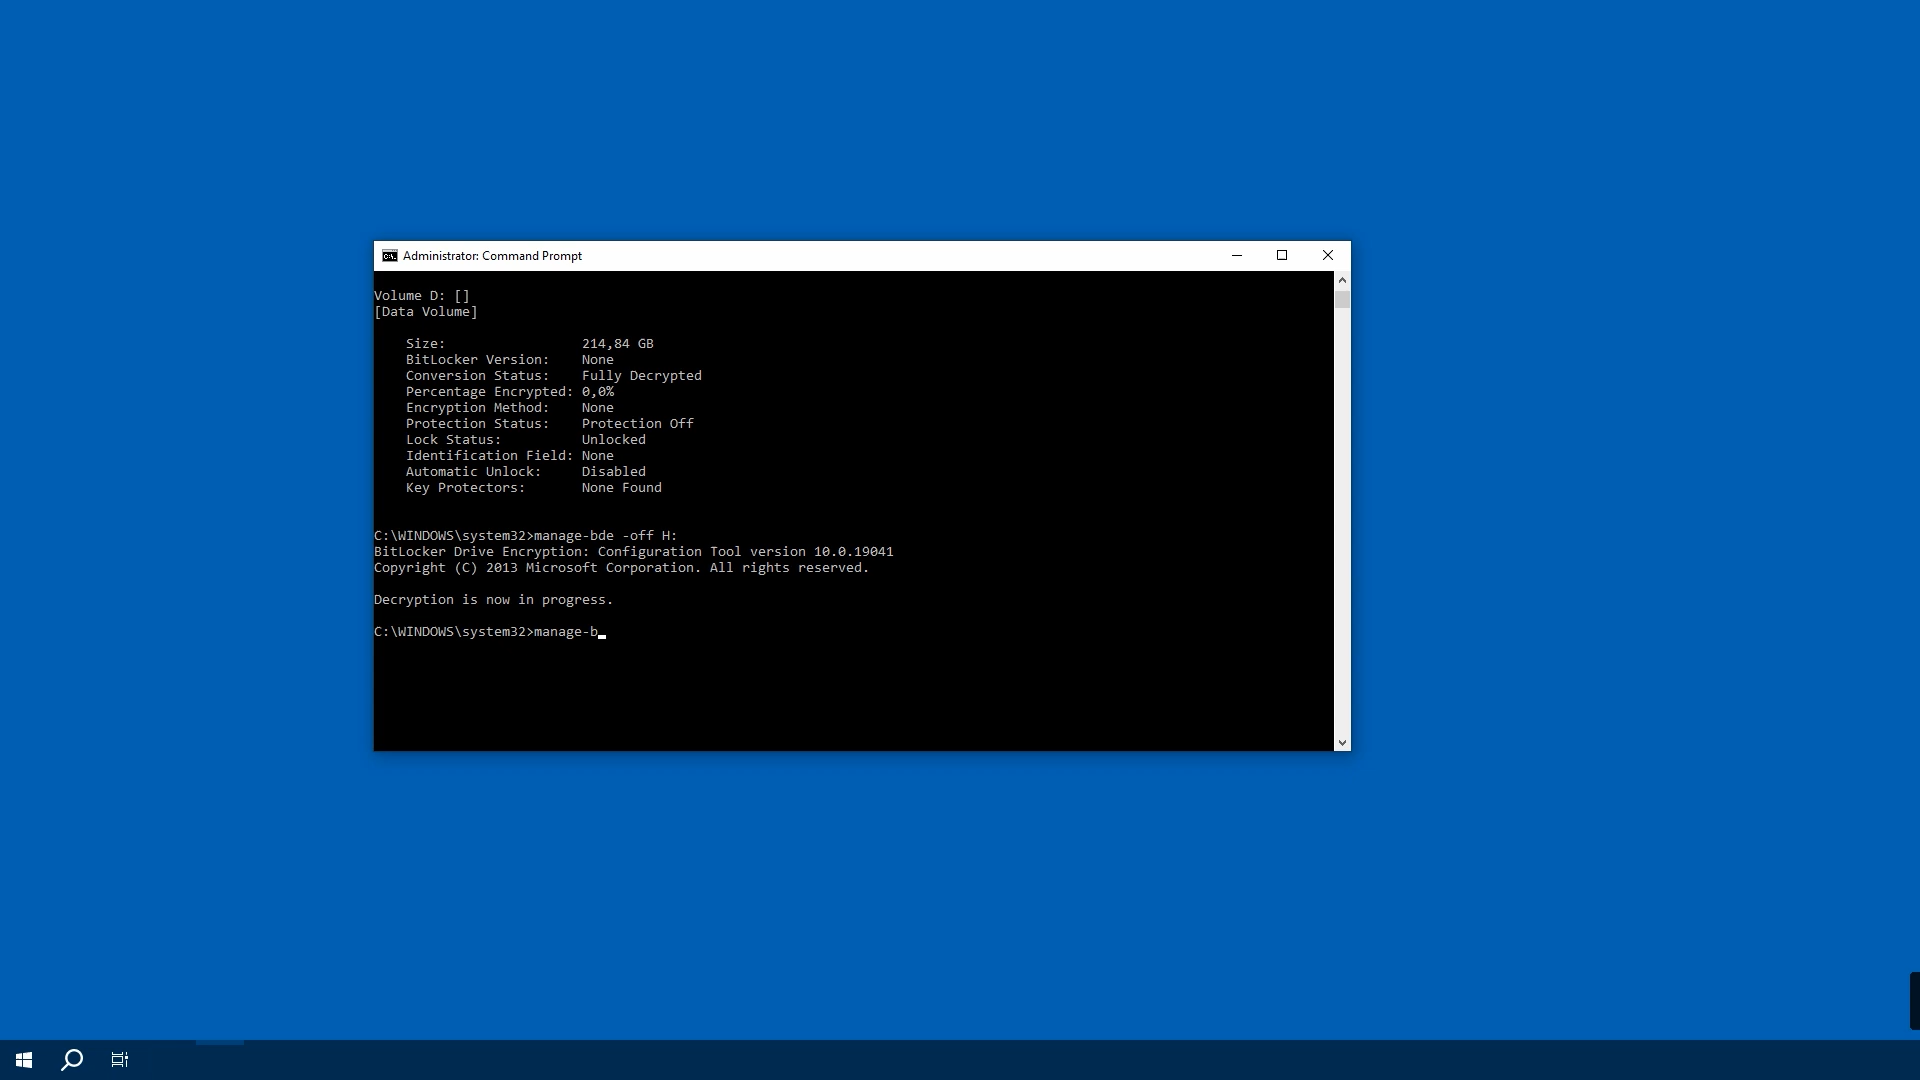 Administrator: Command Prompt
Volume D: []
[Data Volume]
Size: 214,84 GB
BitLocker Version: None
Conversion Status: Fully Decrypted
Percentage Encrypted: 0,0%
Encryption Method: None
Protection Status: Protection Off
Lock Status: Unlocked
Identification Field: None
Automatic Unlock: Disabled
Key Protectors: None Found
C:\WINDOWS\system32>manage-bde -off H:
BitLocker Drive Encryption: Configuration Tool version 10.0.19041
Copyright (C) 2013 Microsoft Corporation. All rights reserved.
Decryption is now in progress.
C:\WINDOWS\system32>manage-b